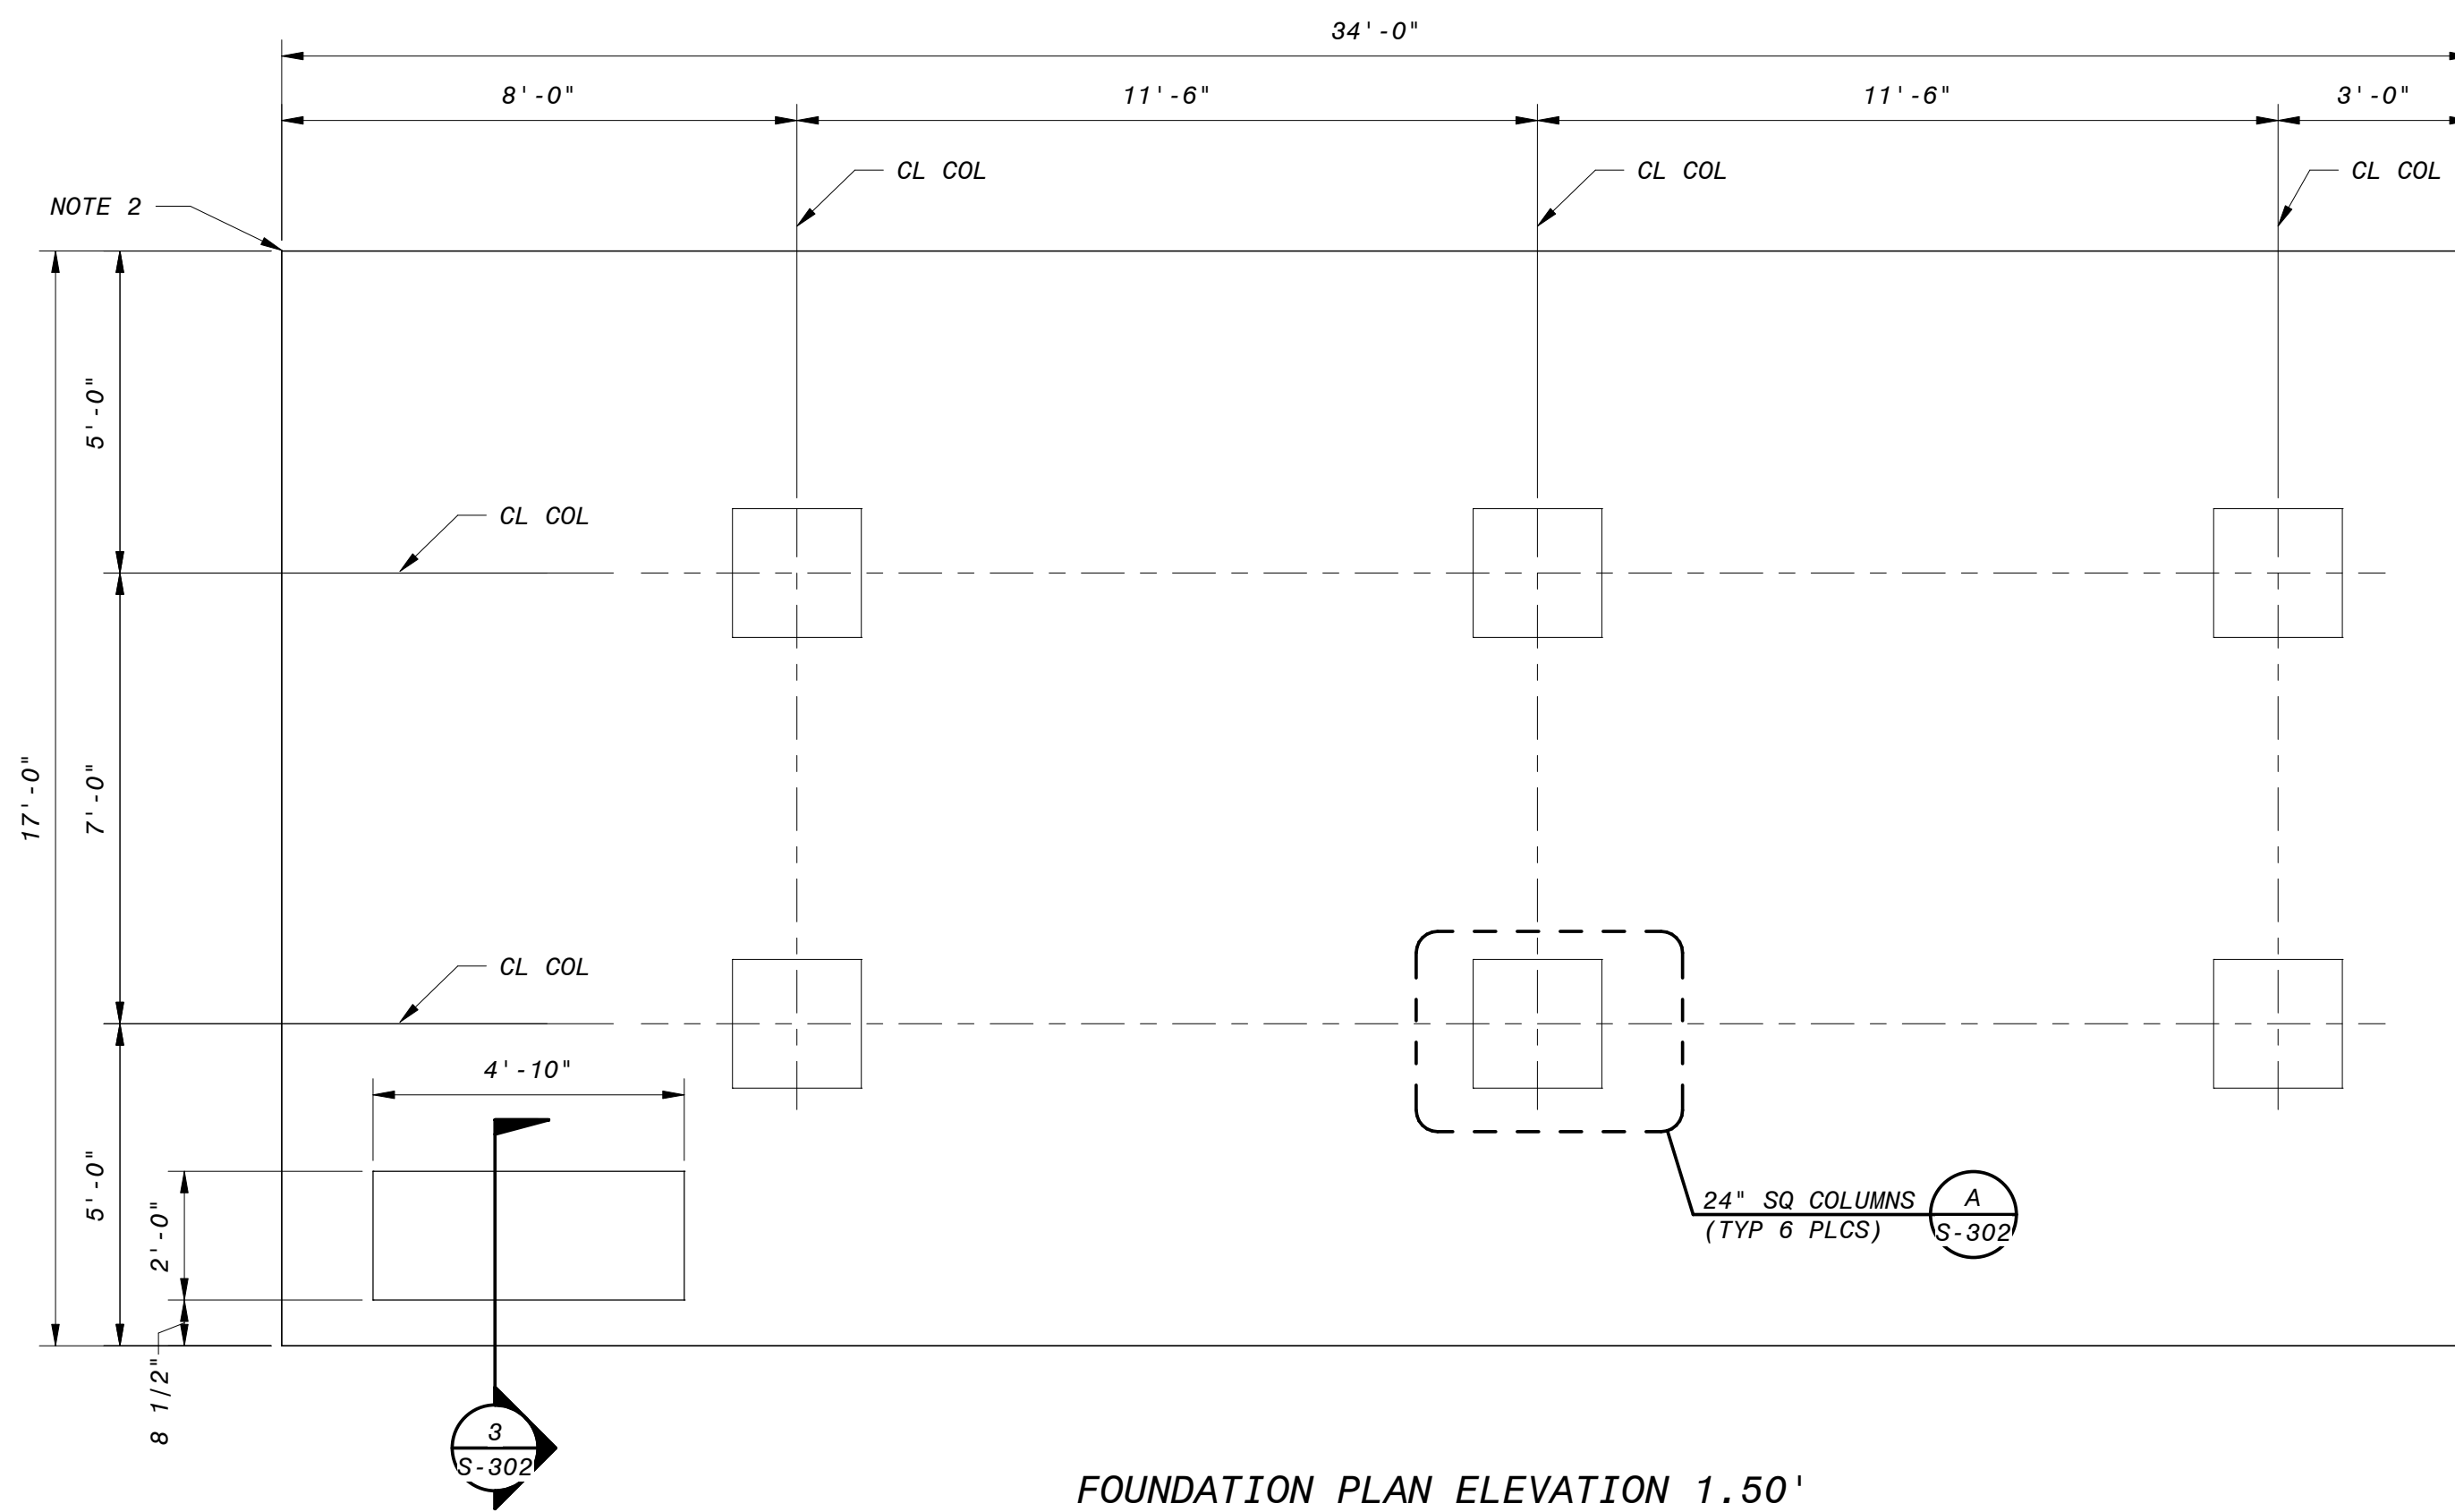 34'-0"
8'-0"
11'-6"
11'-6"
3'-0"
CL COL
CL COL
CL COL
NOTE 2
5'-0"
CL COL
17'-0"
7'-0"
CL COL
4'-10"
5'-0"
2'-0"
24" SQ COLUMNS
(TYP 6 PLCS)
A
S-302
8 1/2"
3
S-302
FOUNDATION PLAN ELEVATION 1.50'